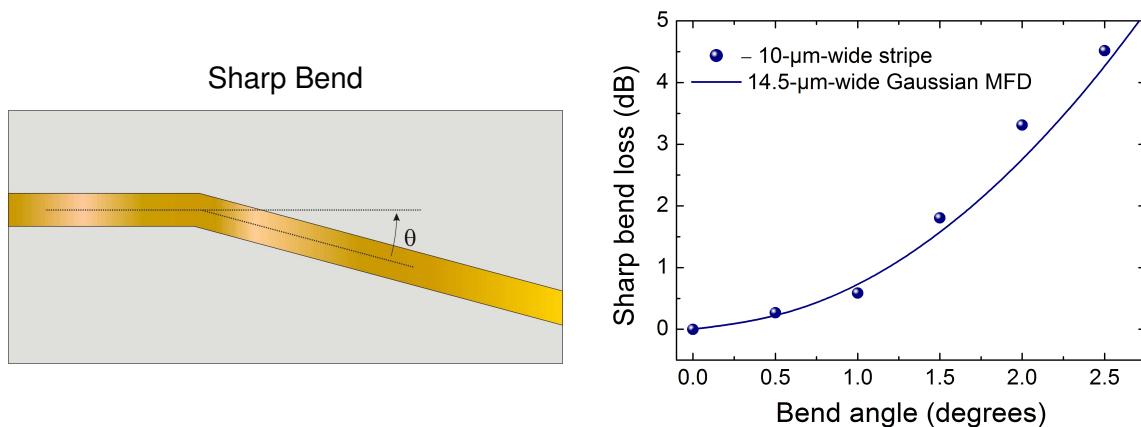 Sharp Bend
θ
Sharp bend loss (dB)
5
4
3
2
1
0
– 10-µm-wide stripe
14.5-µm-wide Gaussian MFD
0.0 0.5 1.0 1.5 2.0 2.5
Bend angle (degrees)